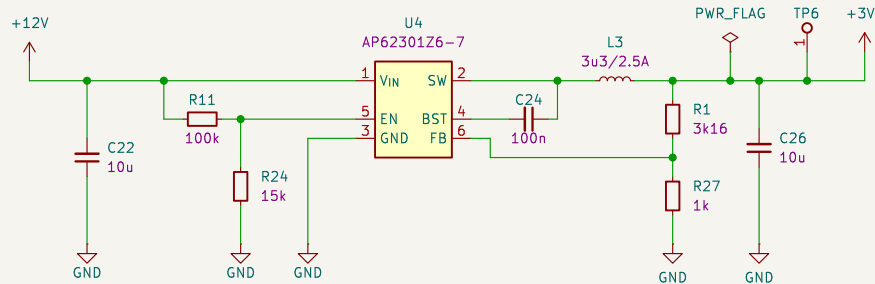 U4
PWR_FLAG
TP6
+12V
+3V
AP62301Z6-7
L3
3u3/2.5A
1
1
VIN
SW
2
R11
5
EN
BST
4
C24
R1
100k
3
GND
FB
6
100n
3k16
C22
10u
C26
10u
R24
15k
R27
1k
GND
GND
GND
GND
GND